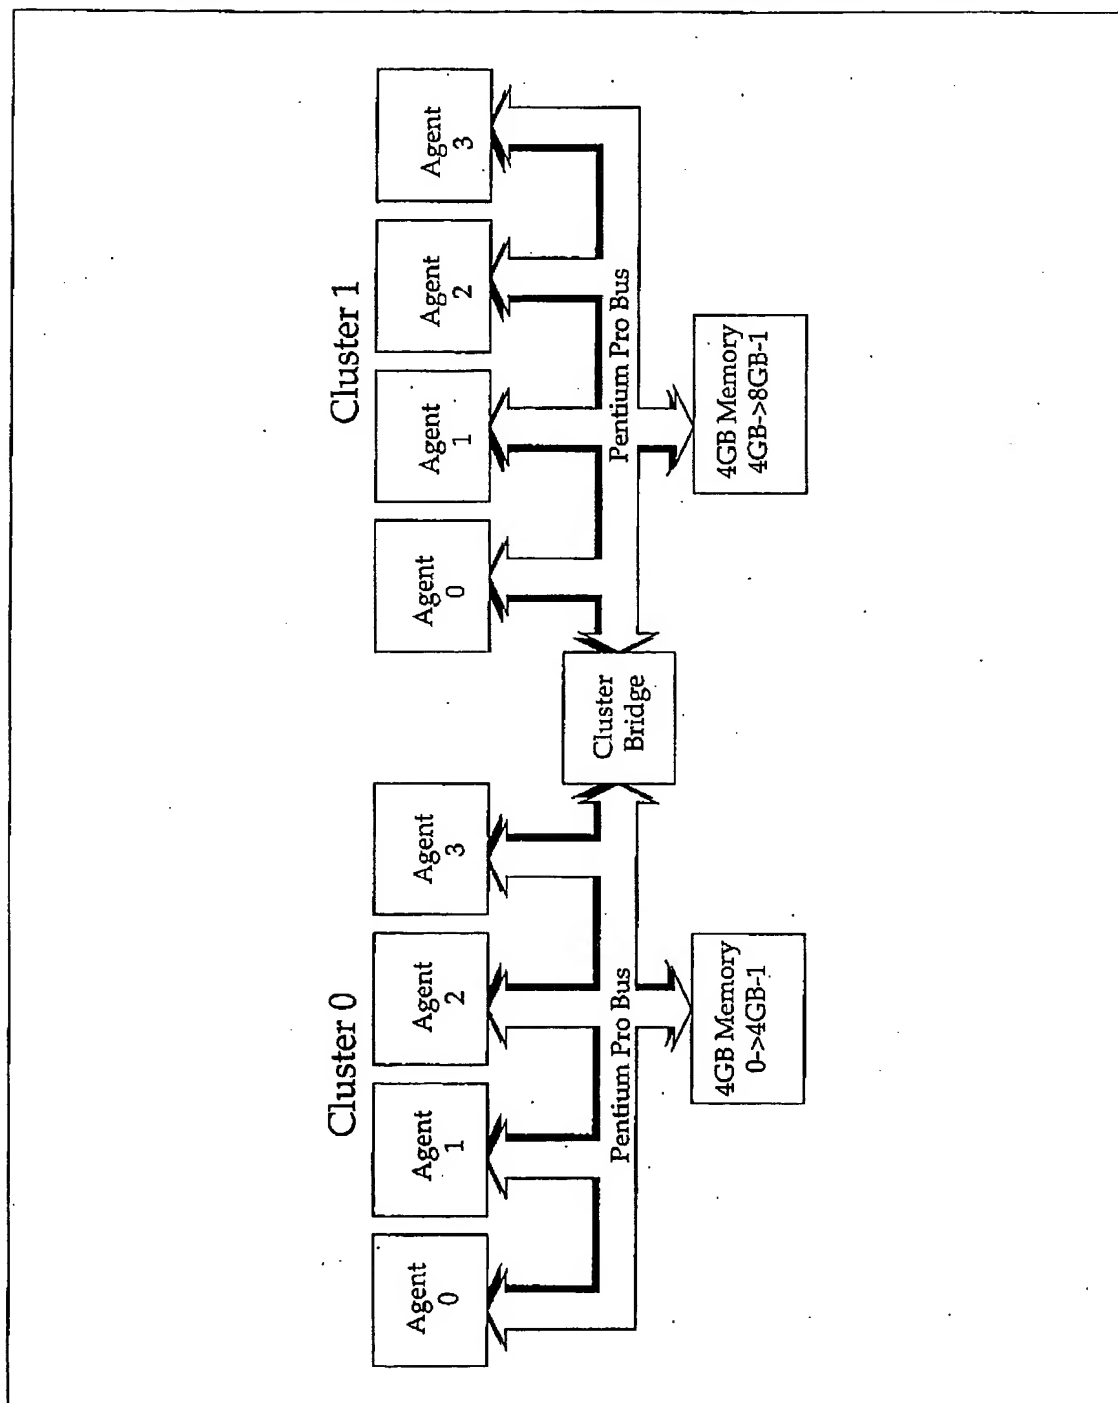 Cluster 0
Cluster 1
Agent
0
Agent
1
Agent
2
Agent
3
Agent
0
Agent
1
Agent
2
Agent
3
Cluster
Bridge
Pentium Pro Bus
Pentium Pro Bus
4GB Memory
0->4GB-1
4GB Memory
4GB->8GB-1